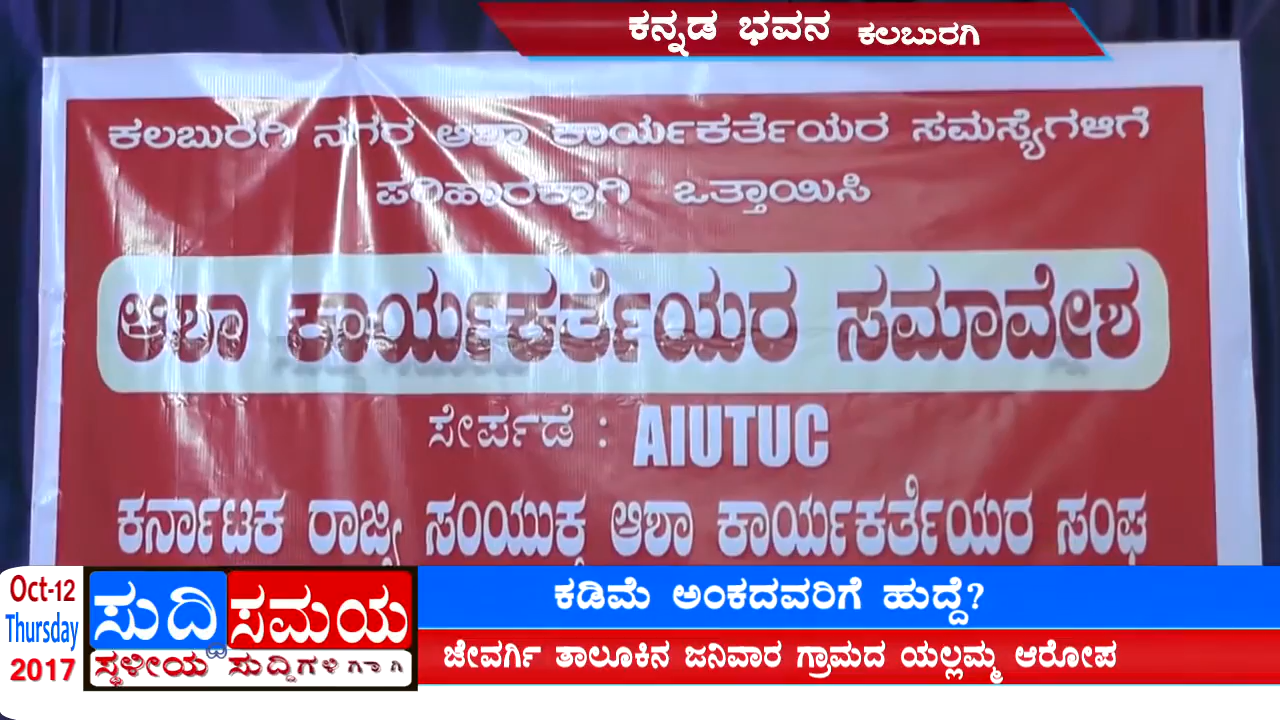 ಕನ್ನಡ ಭವನ ಕಲಬುರಗಿ
ಕಲಬುರಗಿ ನಗರ ಆಶಾ ಕಾರ್ಯಕರ್ತೆಯರ ಸಮಸ್ಯೆಗಳಿಗೆ
ಪರಿಹಾರಕ್ಕಾಗಿ ಒತ್ತಾಯಿಸಿ
ಆಶಾ ಕಾರ್ಯಕರ್ತೆಯರ ಸಮಾವೇಶ
ಸೇರ್ಪಡೆ : AIUTUC
ಕರ್ನಾಟಕ ರಾಜ್ಯ ಸಂಯುಕ್ತ ಆಶಾ ಕಾರ್ಯಕರ್ತೆಯರ ಸಂಘ
Oct-12
Thursday
2017
ಸುದ್ದಿ ಸಮಯ
ಸ್ಥಳೀಯ ಸುದ್ದಿಗಳಿಗಾಗಿ
ಕಡಿಮೆ ಅಂಕದವರಿಗೆ ಹುದ್ದೆ?
ಜೇವರ್ಗಿ ತಾಲೂಕಿನ ಜನಿವಾರ ಗ್ರಾಮದ ಯಲ್ಲಮ್ಮ ಆರೋಪ